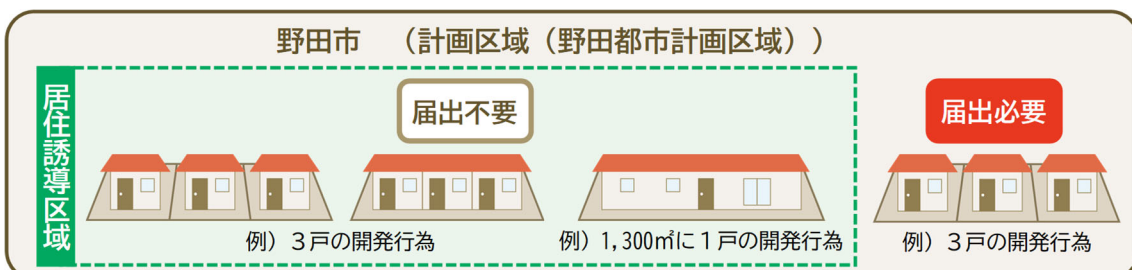 野田市 （計画区域（野田都市計画区域））
居住誘導区域
届出不要
届出必要
例）３戸の開発行為
例）1,300㎡に１戸の開発行為
例）３戸の開発行為